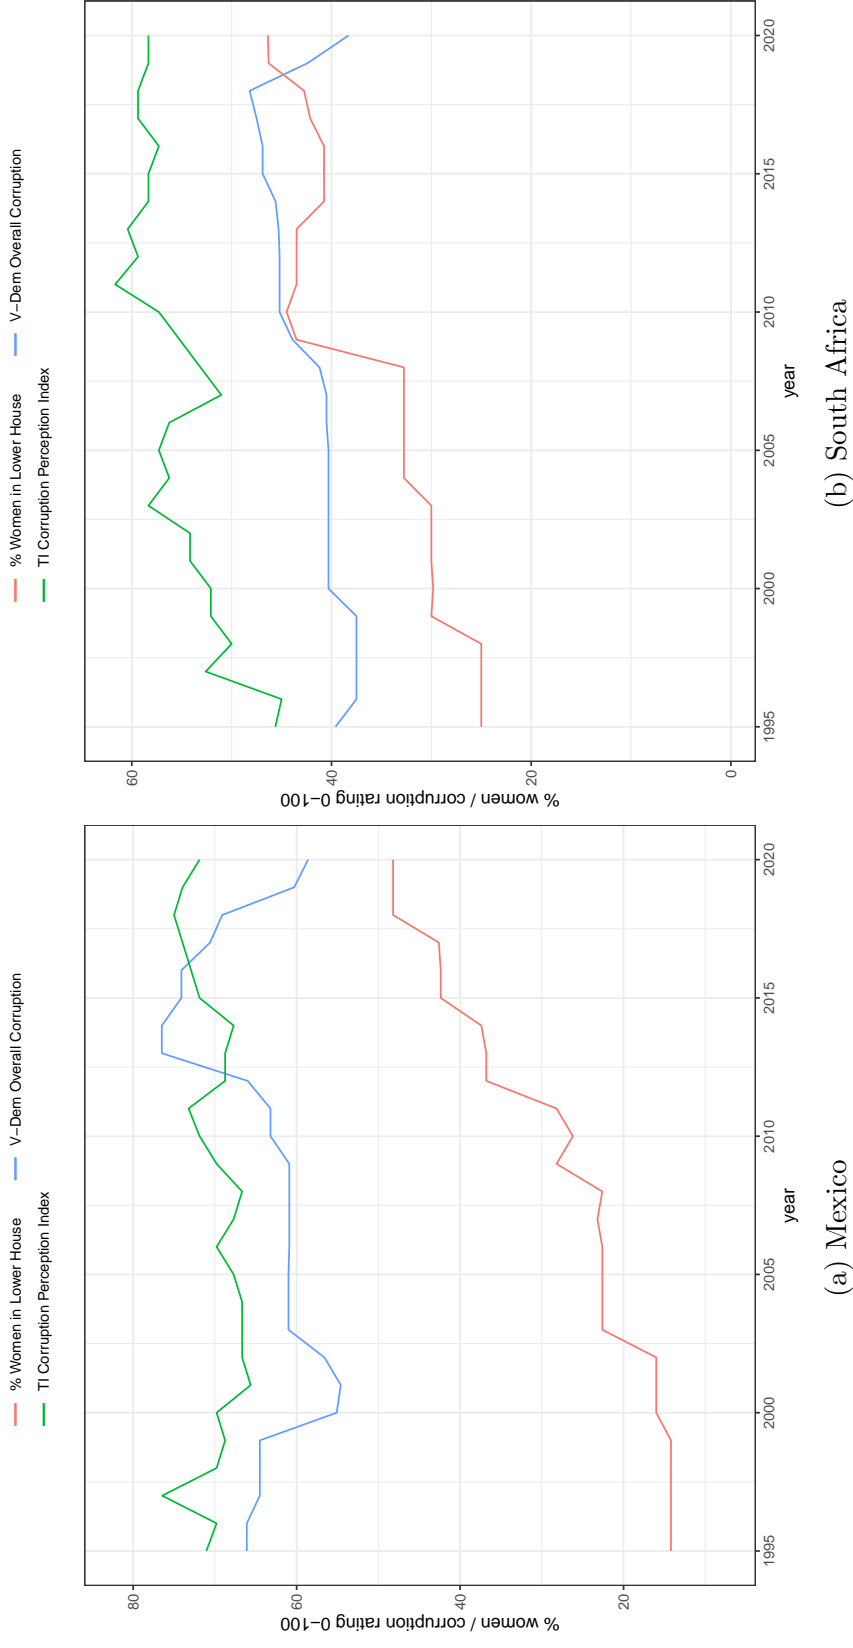 % Women in Lower House
V−Dem Overall Corruption
TI Corruption Perception Index
% women / corruption rating 0−100
80
60
40
20
1995
2000
2005
2010
2015
2020
year
(a) Mexico
% Women in Lower House
V−Dem Overall Corruption
TI Corruption Perception Index
% women / corruption rating 0−100
60
40
20
0
1995
2000
2005
2010
2015
2020
year
(b) South Africa